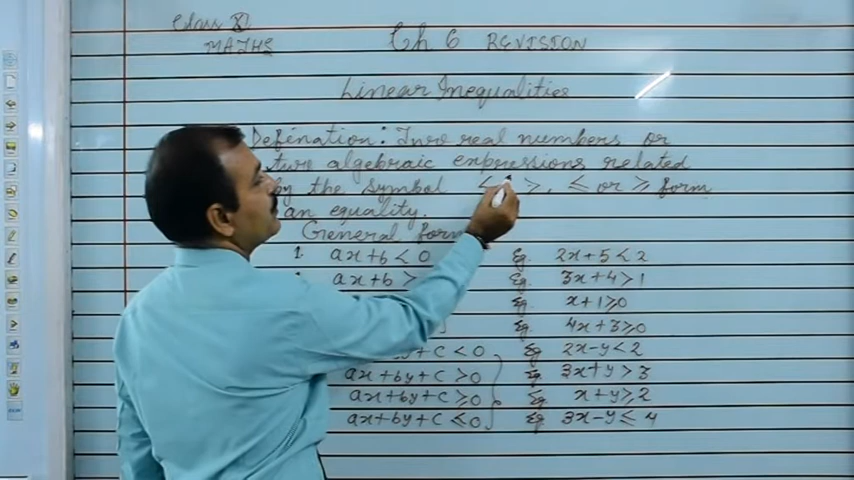 Class XI
MATHS
Ch 6 REVISION
Linear Inequalities
Defination: Two real numbers or
two algebraic expressions related
by the symbol < >, ≤ or ≥ form
an equality.
General form
1. ax+b < 0 Eg. 2x+5 < 2
ax+b > Eg. 3x+4 > 1
Eg. x+1 ≥ 0
Eg. 4x+3 ≥ 0
+ C < 0 Eg. 2x-y < 2
ax+by+c > 0 Eg 3x+y > 3
ax+by+c ≥ 0 Eg. x+y ≥ 2
ax+by+c ≤ 0 Eg. 3x-y ≤ 4